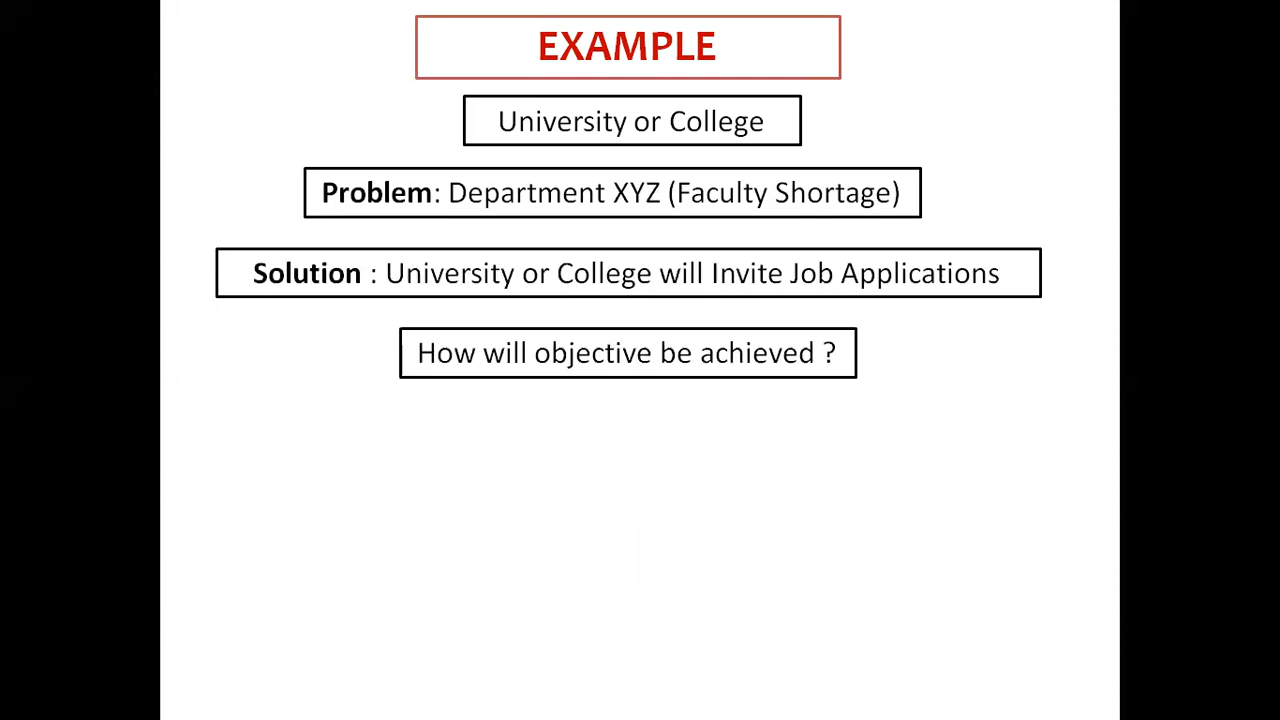 EXAMPLE
University or College
Problem: Department XYZ (Faculty Shortage)
Solution : University or College will Invite Job Applications
How will objective be achieved ?